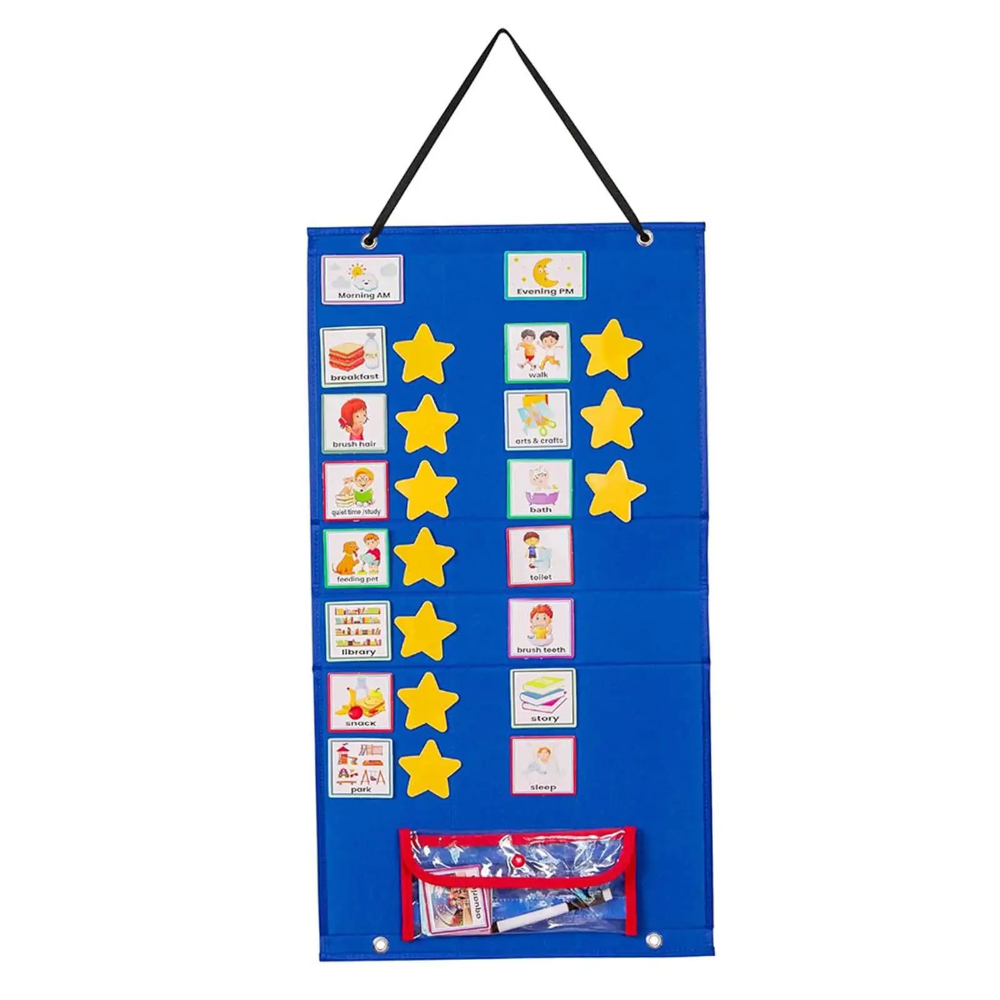 Morning AM
Evening PM
MILK
breakfast
brush hair
quiet time /study
feeding pet
library
snack
park
walk
arts & crafts
bath
toilet
brush teeth
story
sleep